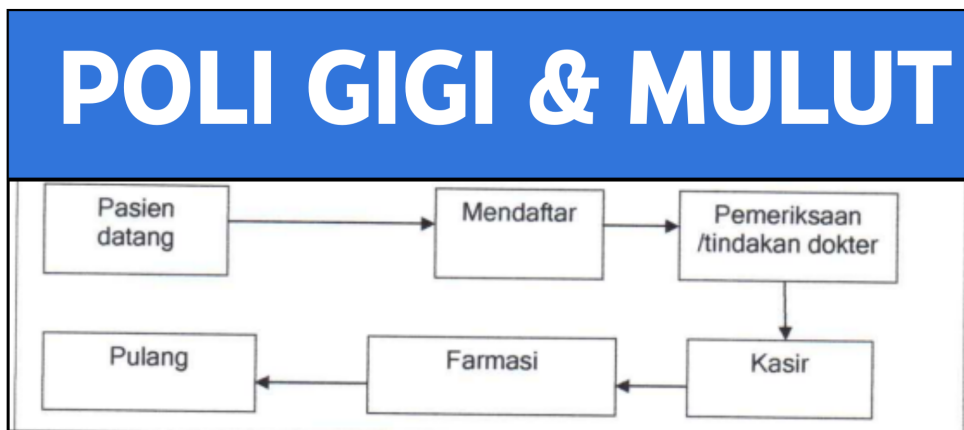 POLI GIGI & MULUT
Pasien
datang
Mendaftar
Pemeriksaan
/tindakan dokter
Pulang
Farmasi
Kasir